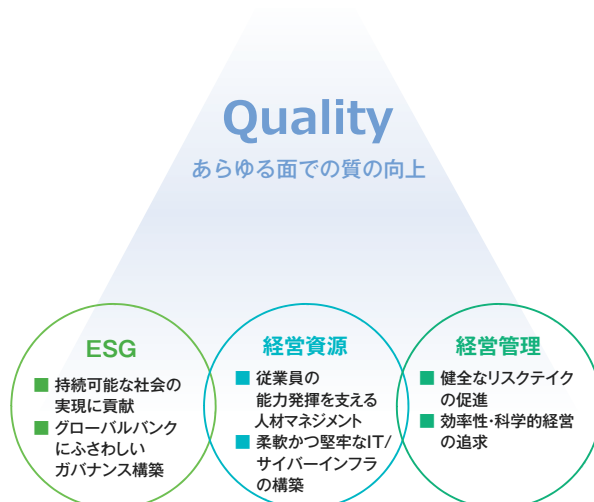 Quality
あらゆる面での質の向上
ESG
■ 持続可能な社会の
実現に貢献
■ グローバルバンク
にふさわしい
ガバナンス構築
経営資源
■ 従業員の
能力発揮を支える
人材マネジメント
■ 柔軟かつ堅牢なIT/
サイバーインフラ
の構築
経営管理
■ 健全なリスクテイク
の促進
■ 効率性・科学的経営
の追求